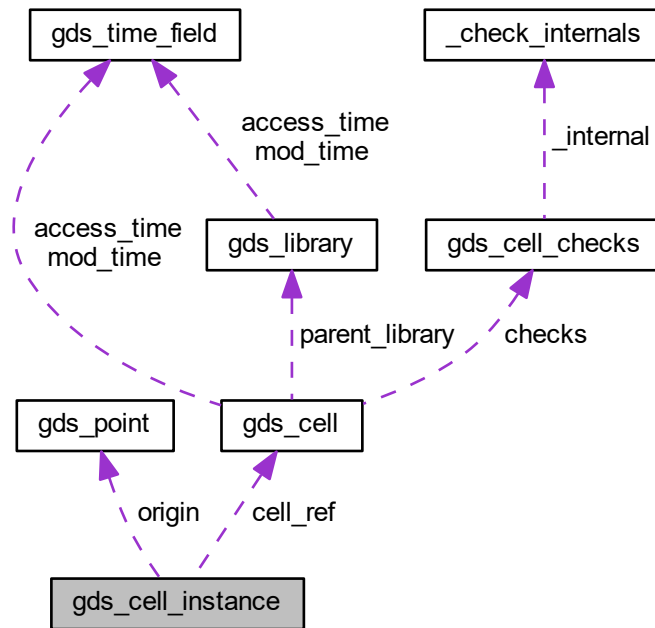 gds_time_field
_check_internals
access_time
mod_time
_internal
access_time
mod_time
gds_library
gds_cell_checks
parent_library
checks
gds_point
gds_cell
origin
cell_ref
gds_cell_instance